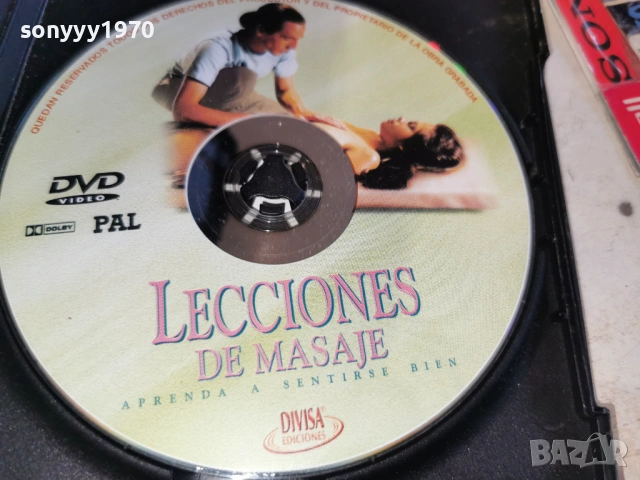 sonyyy1970
QUEDAN RESERVADOS TODOS LOS DERECHOS DEL PRODUCTOR Y DEL PROPIETARIO DE LA OBRA GRABADA
DVD
VIDEO
DOLBY
PAL
LECCIONES
DE MASAJE
APRENDA A SENTIRSE BIEN
DIVISA
EDICIONES
BAZAR